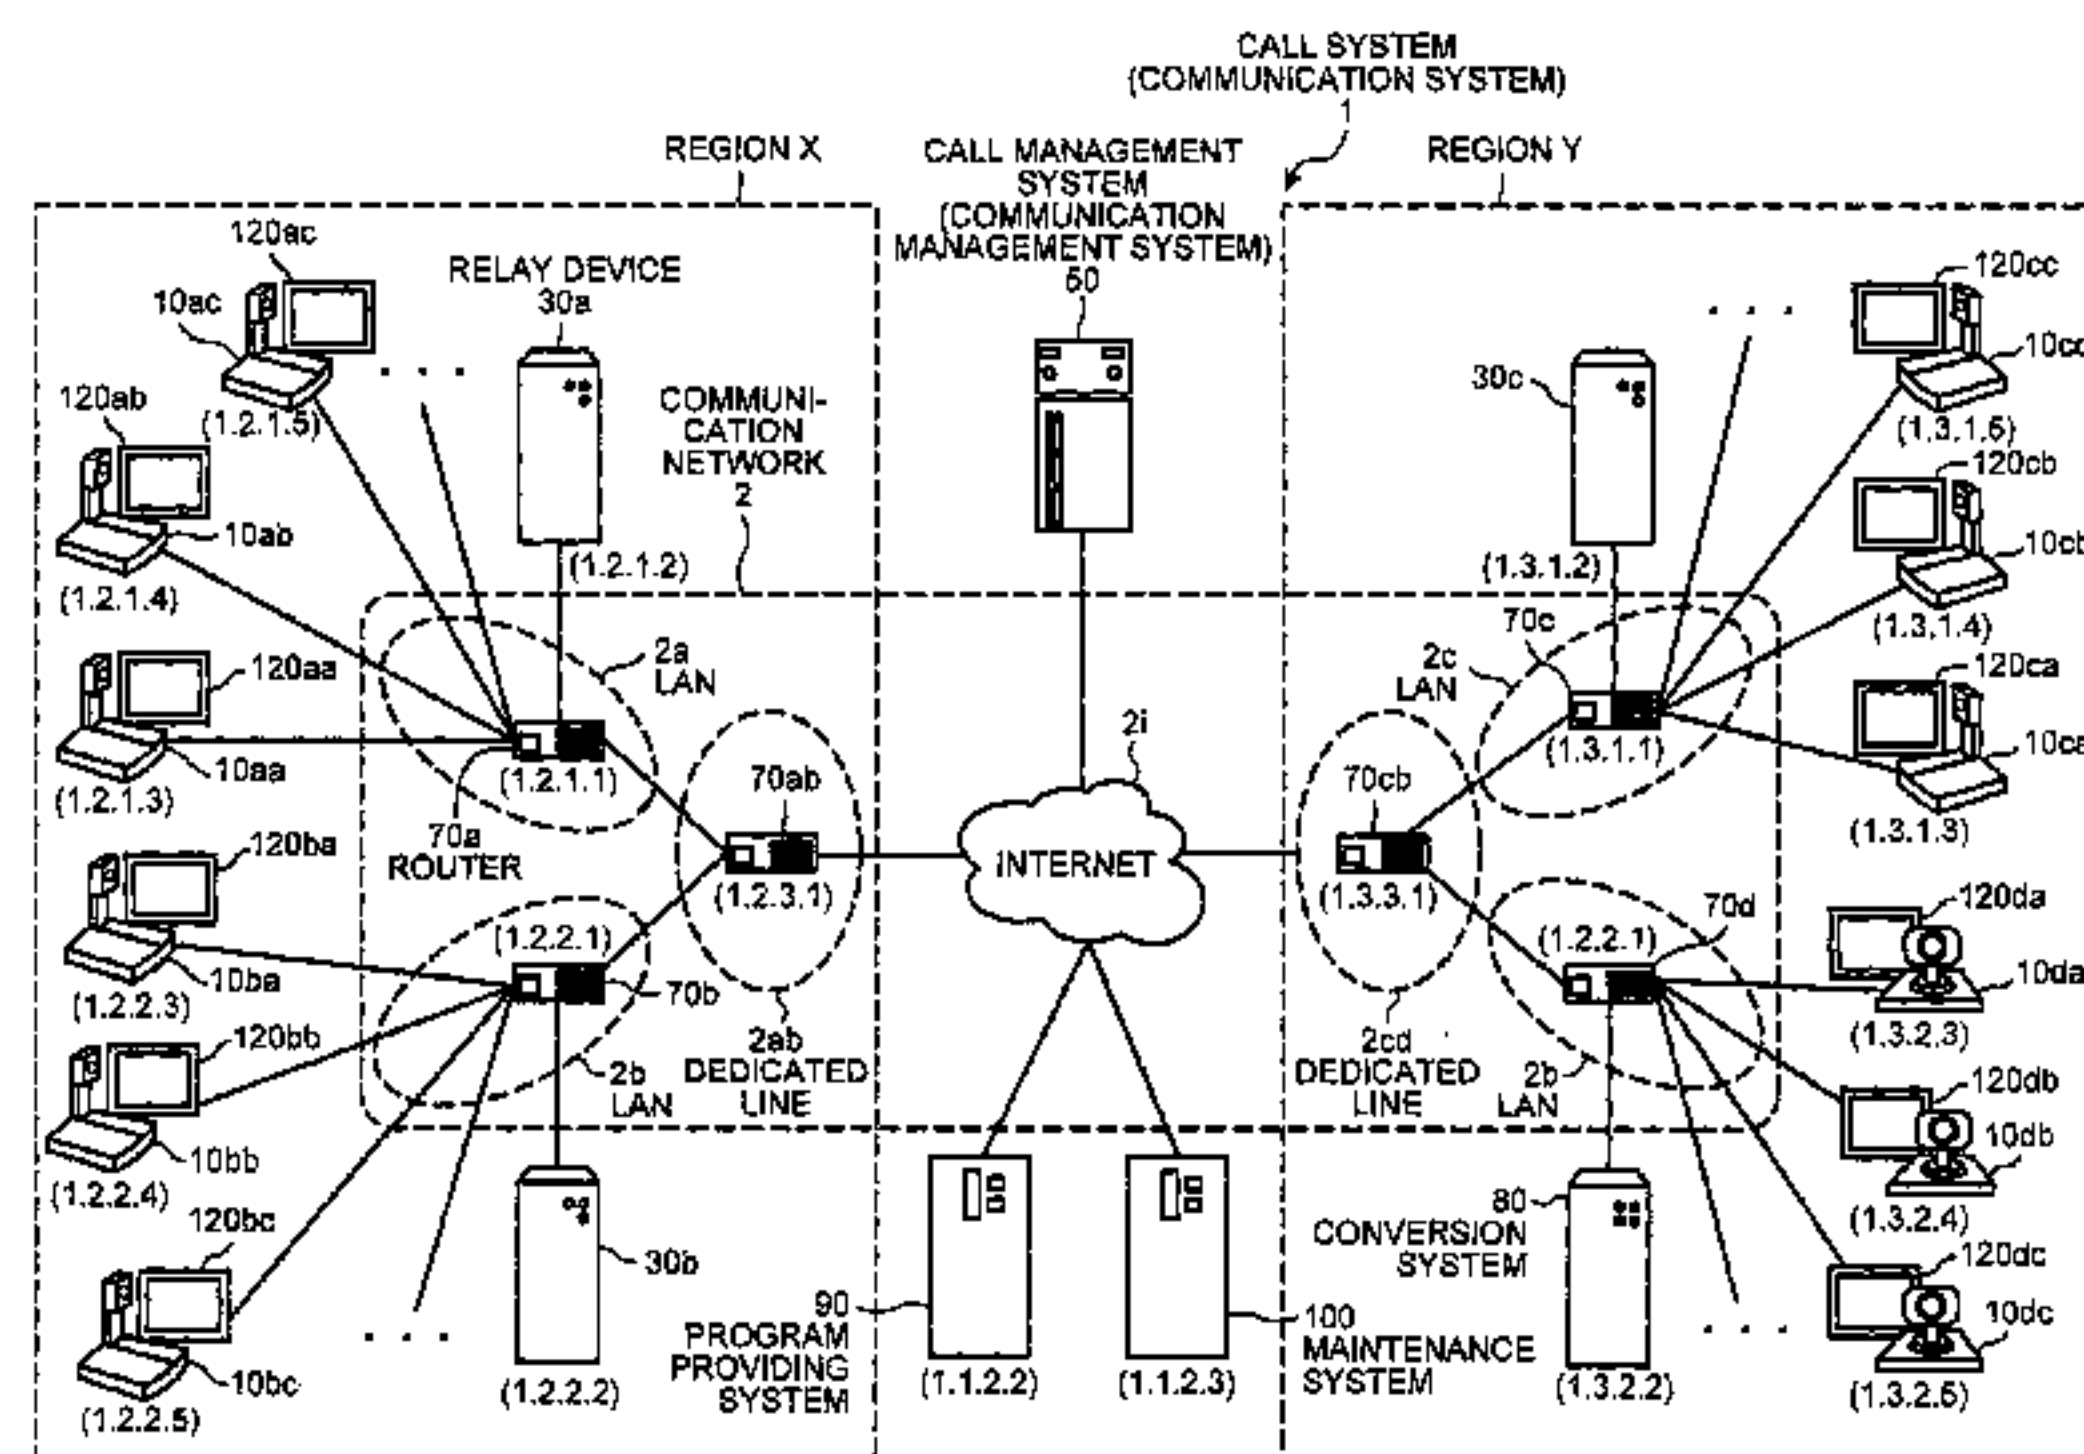 CALL SYSTEM
(COMMUNICATION SYSTEM)
1
REGION X
CALL MANAGEMENT
SYSTEM
(COMMUNICATION
MANAGEMENT SYSTEM)
50
REGION Y
120ac
10ac
(1.2.1.5)
RELAY DEVICE
30a
(1.2.1.2)
120ab
10ab
(1.2.1.4)
COMMUNI-
CATION
NETWORK
2
120aa
10aa
(1.2.1.3)
2a
LAN
(1.2.1.1)
70a
ROUTER
70ab
(1.2.3.1)
2i
INTERNET
120ba
10ba
(1.2.2.3)
(1.2.2.1)
70b
2b
LAN
2ab
DEDICATED
LINE
120bb
10bb
(1.2.2.4)
120bc
10bc
(1.2.2.5)
30b
(1.2.2.2)
90
PROGRAM
PROVIDING
SYSTEM
(1.1.2.2)
100
MAINTENANCE
SYSTEM
(1.1.2.3)
30c
(1.3.1.2)
120cc
10cc
(1.3.1.5)
120cb
10cb
(1.3.1.4)
120ca
10ca
(1.3.1.3)
70c
2c
LAN
(1.3.1.1)
70cb
(1.3.3.1)
2cd
DEDICATED
LINE
(1.2.2.1)
70d
2b
LAN
120da
10da
(1.3.2.3)
120db
10db
(1.3.2.4)
120dc
10dc
(1.3.2.5)
80
CONVERSION
SYSTEM
(1.3.2.2)